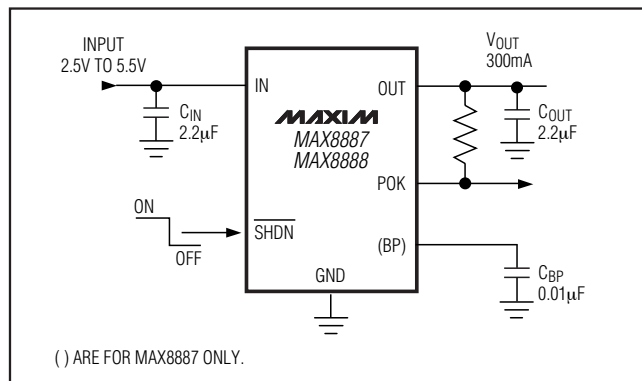 INPUT
2.5V TO 5.5V
VOUT
300mA
IN
OUT
CIN
2.2µF
MAXIM
MAX8887
MAX8888
COUT
2.2µF
POK
ON
OFF
SHDN
(BP)
GND
CBP
0.01µF
( ) ARE FOR MAX8887 ONLY.